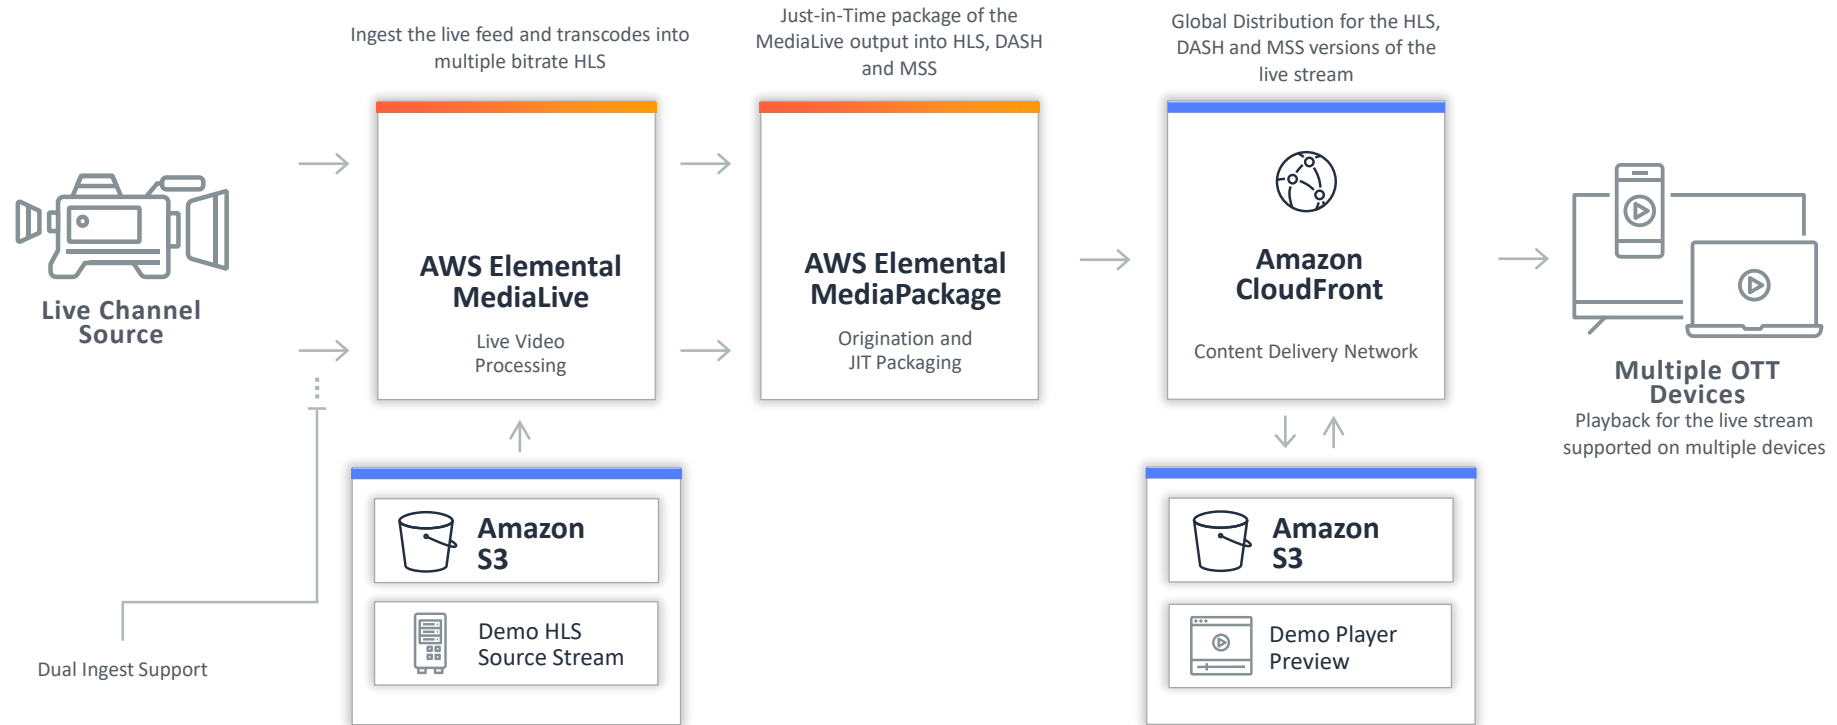 Ingest the live feed and transcodes into
multiple bitrate HLS
Just-in-Time package of the
MediaLive output into HLS, DASH
and MSS
Global Distribution for the HLS,
DASH and MSS versions of the
live stream
Live Channel
Source
AWS Elemental
MediaLive
Live Video
Processing
AWS Elemental
MediaPackage
Origination and
JIT Packaging
Amazon
CloudFront
Content Delivery Network
Multiple OTT
Devices
Playback for the live stream
supported on multiple devices
Dual Ingest Support
Amazon
S3
Demo HLS
Source Stream
Amazon
S3
Demo Player
Preview